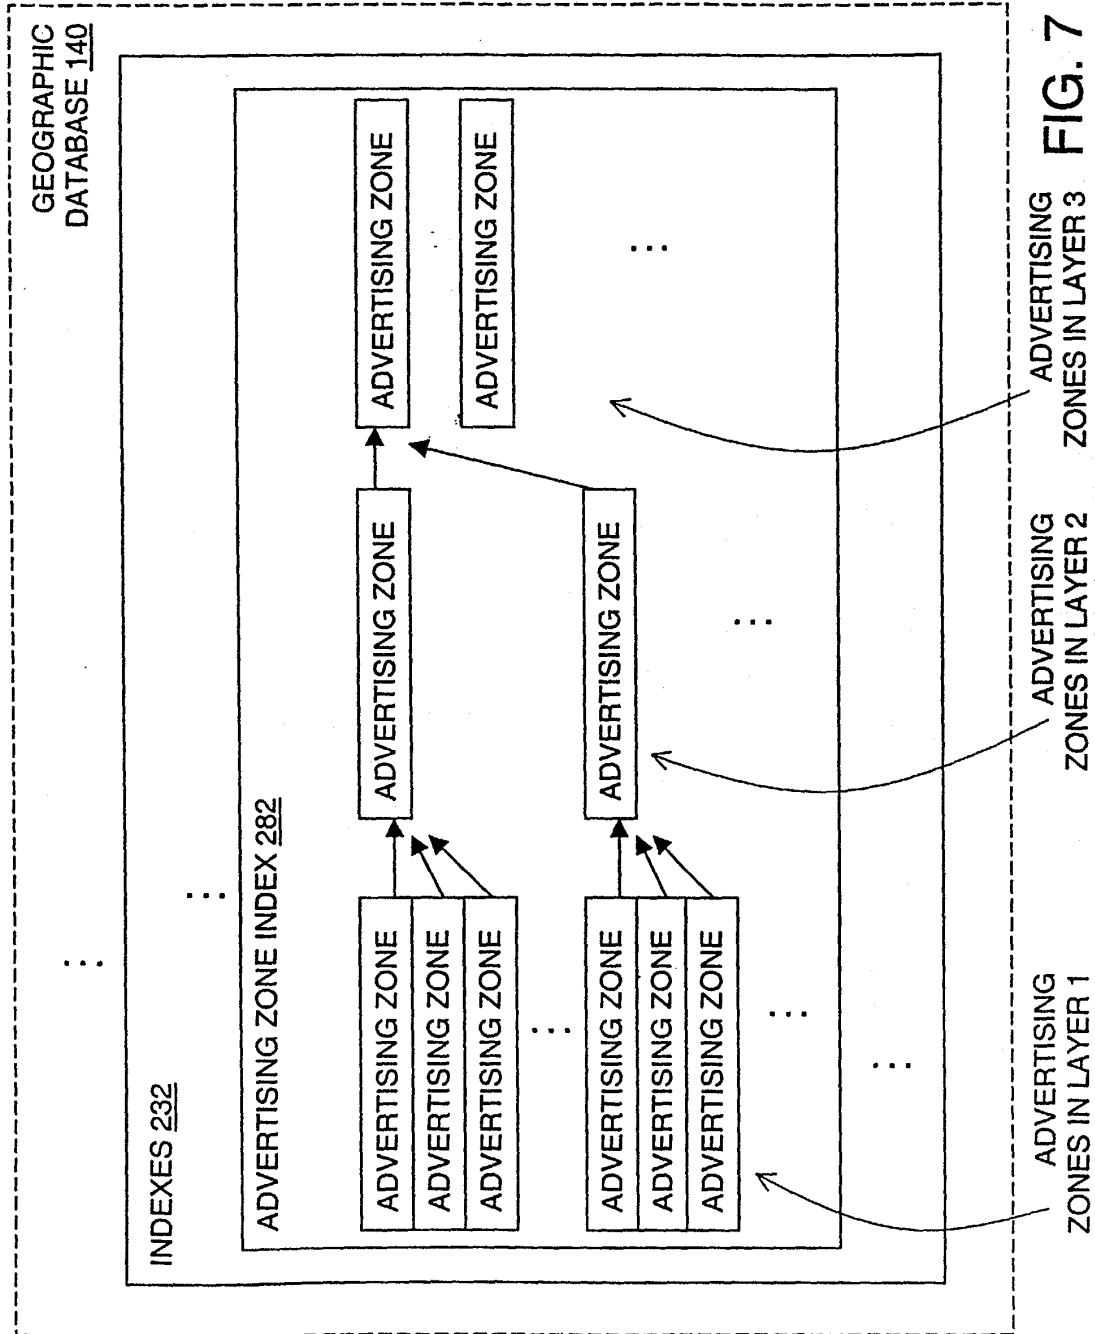 GEOGRAPHIC
DATABASE 140
INDEXES 232
...
...
ADVERTISING ZONE INDEX 282
ADVERTISING ZONE
ADVERTISING ZONE
ADVERTISING ZONE
...
ADVERTISING ZONE
ADVERTISING ZONE
ADVERTISING ZONE
...
ADVERTISING ZONE
ADVERTISING ZONE
...
ADVERTISING ZONE
ADVERTISING ZONE
...
...
ADVERTISING
ZONES IN LAYER 1
ADVERTISING
ZONES IN LAYER 2
ADVERTISING
ZONES IN LAYER 3
FIG. 7